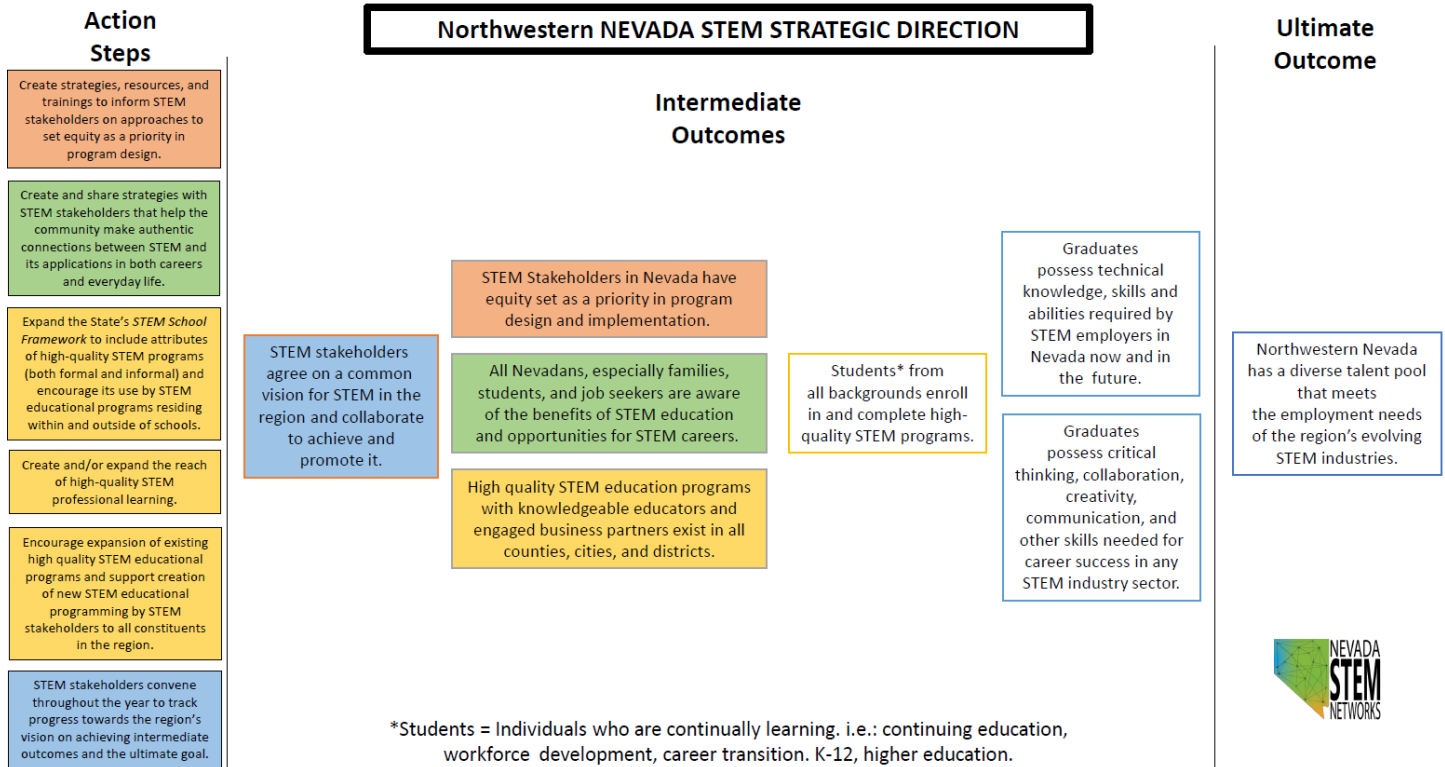 Action
Steps
Create strategies, resources, and
trainings to inform STEM
stakeholders on approaches to
set equity as a priority in
program design.
Create and share strategies with
STEM stakeholders that help the
community make authentic
connections between STEM and
its applications in both careers
and everyday life.
Expand the State's STEM School
Framework to include attributes
of high-quality STEM programs
(both formal and informal) and
encourage its use by STEM
educational programs residing
within and outside of schools.
Create and/or expand the reach
of high-quality STEM
professional learning.
Encourage expansion of existing
high quality STEM educational
programs and support creation
of new STEM educational
programming by STEM
stakeholders to all constituents
in the region.
STEM stakeholders convene
throughout the year to track
progress towards the region's
vision on achieving intermediate
outcomes and the ultimate goal.
Northwestern NEVADA STEM STRATEGIC DIRECTION
Intermediate
Outcomes
STEM stakeholders
agree on a common
vision for STEM in the
region and collaborate
to achieve and
promote it.
STEM Stakeholders in Nevada have
equity set as a priority in program
design and implementation.
All Nevadans, especially families,
students, and job seekers are aware
of the benefits of STEM education
and opportunities for STEM careers.
High quality STEM education programs
with knowledgeable educators and
engaged business partners exist in all
counties, cities, and districts.
Students* from
all backgrounds enroll
in and complete high-
quality STEM programs.
Graduates
possess technical
knowledge, skills and
abilities required by
STEM employers in
Nevada now and in
the future.
Graduates
possess critical
thinking, collaboration,
creativity,
communication, and
other skills needed for
career success in any
STEM industry sector.
*Students = Individuals who are continually learning. i.e.: continuing education,
workforce development, career transition. K-12, higher education.
Ultimate
Outcome
Northwestern Nevada
has a diverse talent pool
that meets
the employment needs
of the region's evolving
STEM industries.
NEVADA
STEM
NETWORKS